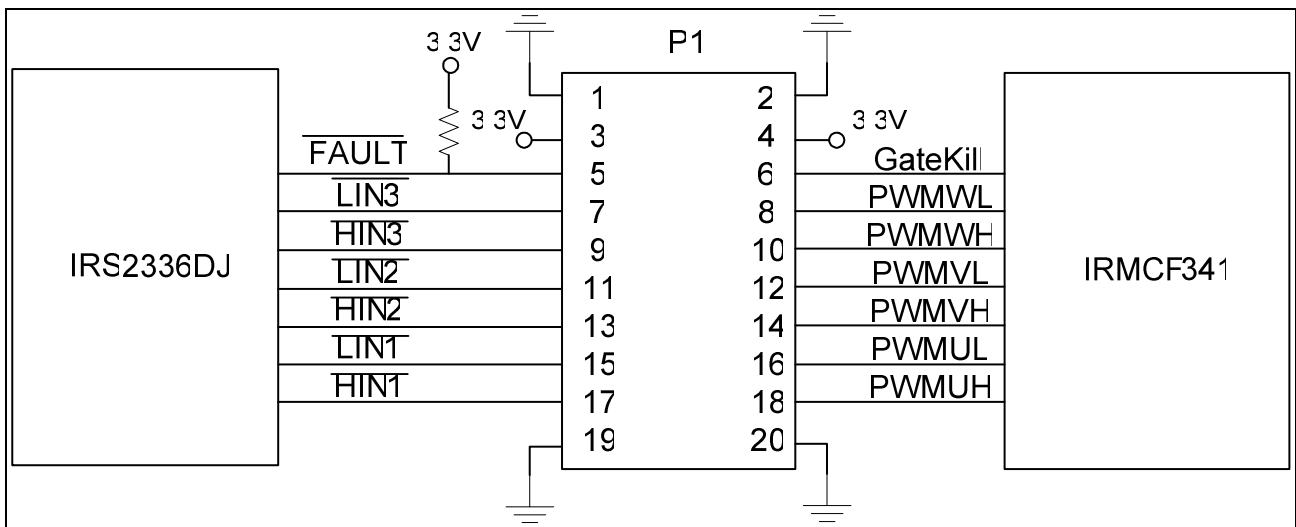 P1
3.3V
3.3V
3.3V
1 2
3 4
FAULT 5 6 GateKill
LIN3 7 8 PWMWL
HIN3 9 10 PWMWH
IRS2336DJ
IRMCF341
LIN2 11 12 PWMVL
HIN2 13 14 PWMVH
LIN1 15 16 PWMUL
HIN1 17 18 PWMUH
19 20